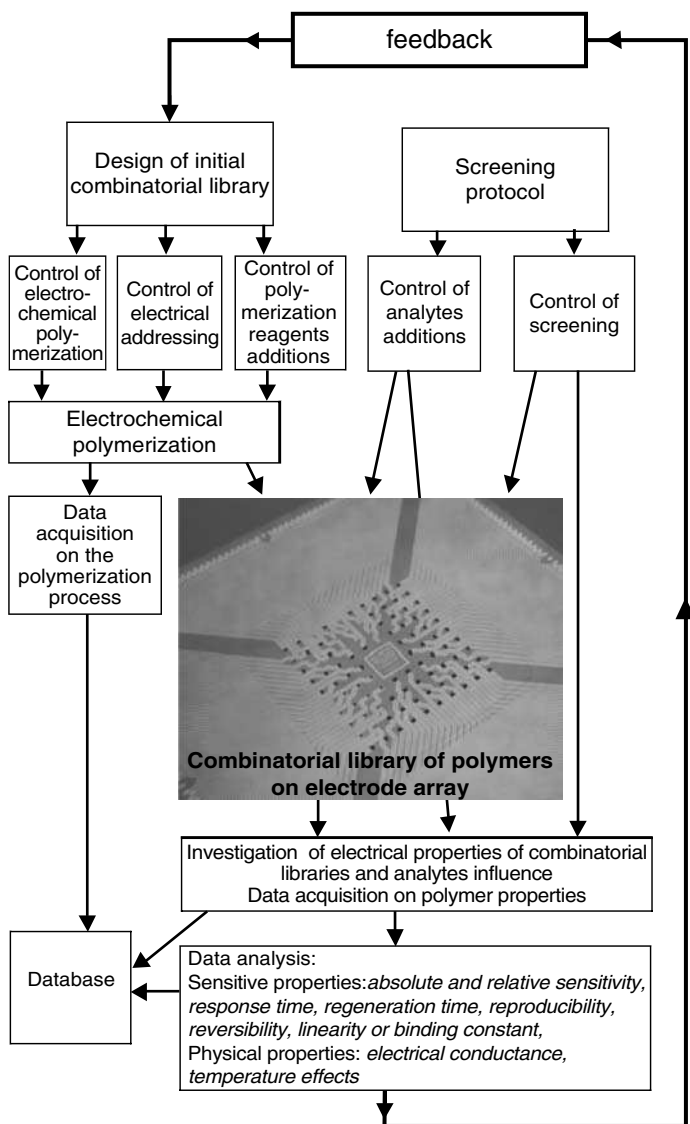 feedback
Design of initial
combinatorial library
Screening
protocol
Control of
electro-
chemical
poly-
merization
Control of
electrical
addressing
Control of
poly-
merization
reagents
additions
Control of
analytes
additions
Control of
screening
Electrochemical
polymerization
Data
acquisition
on the
polymerization
process
Combinatorial library of polymers
on electrode array
Investigation of electrical properties of combinatorial
libraries and analytes influence
Data acquisition on polymer properties
Database
Data analysis:
Sensitive properties:absolute and relative sensitivity,
response time, regeneration time, reproducibility,
reversibility, linearity or binding constant,
Physical properties: electrical conductance,
temperature effects